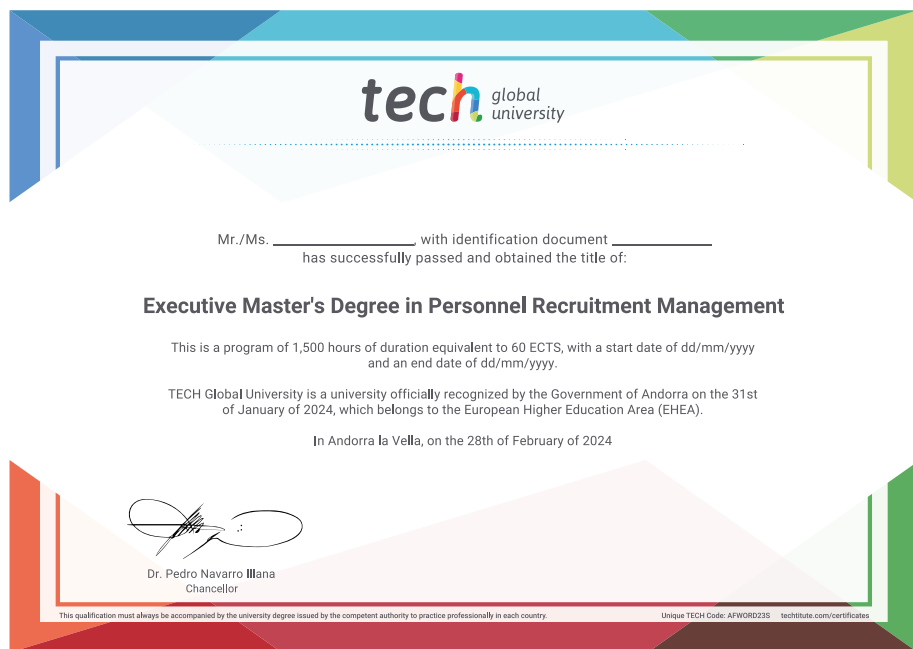 tech global
university
Mr./Ms. ____________________, with identification document ______________
has successfully passed and obtained the title of:
Executive Master's Degree in Personnel Recruitment Management
This is a program of 1,500 hours of duration equivalent to 60 ECTS, with a start date of dd/mm/yyyy
and an end date of dd/mm/yyyy.
TECH Global University is a university officially recognized by the Government of Andorra on the 31st
of January of 2024, which belongs to the European Higher Education Area (EHEA).
In Andorra la Vella, on the 28th of February of 2024
Dr. Pedro Navarro Illana
Chancellor
This qualification must always be accompanied by the university degree issued by the competent authority to practice professionally in each country. Unique TECH Code: AFWORD23S techtitute.com/certificates